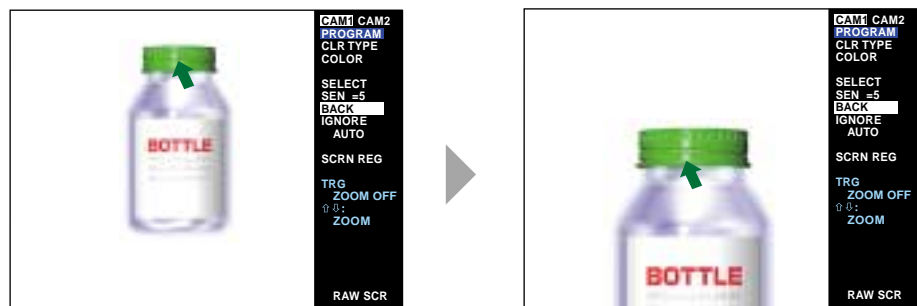 BOTTLE
CAM1 CAM2
PROGRAM
CLR TYPE
COLOR
SELECT
SEN =5
BACK
IGNORE
AUTO
SCRN REG
TRG
ZOOM OFF
⇧⇩:
ZOOM
RAW SCR
BOTTLE
CAM1 CAM2
PROGRAM
CLR TYPE
COLOR
SELECT
SEN =5
BACK
IGNORE
AUTO
SCRN REG
TRG
ZOOM OFF
⇧⇩:
ZOOM
RAW SCR